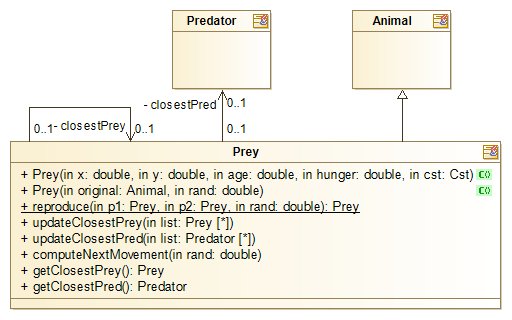 Predator
Animal
- closestPred
0..1
0..1
- closestPrey
0..1
0..1
Prey
+ Prey(in x: double, in y: double, in age: double, in hunger: double, in cst: Cst)
+ Prey(in original: Animal, in rand: double)
+ reproduce(in p1: Prey, in p2: Prey, in rand: double): Prey
+ updateClosestPrey(in list: Prey [*])
+ updateClosestPred(in list: Predator [*])
+ computeNextMovement(in rand: double)
+ getClosestPrey(): Prey
+ getClosestPred(): Predator